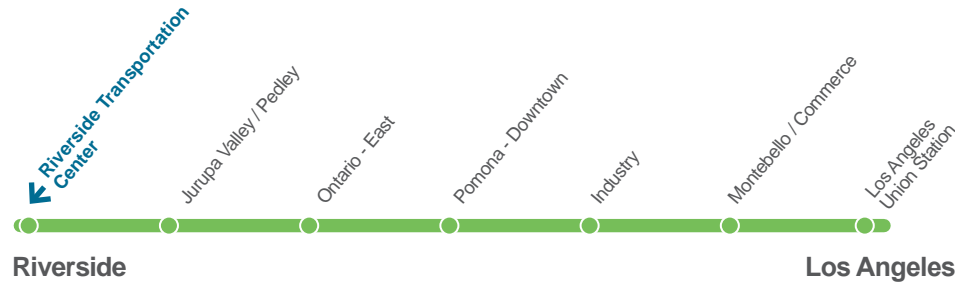 Riverside Transportation
Center
Jurupa Valley / Pedley
Ontario - East
Pomona - Downtown
Industry
Montebello / Commerce
Los Angeles
Union Station
Riverside
Los Angeles